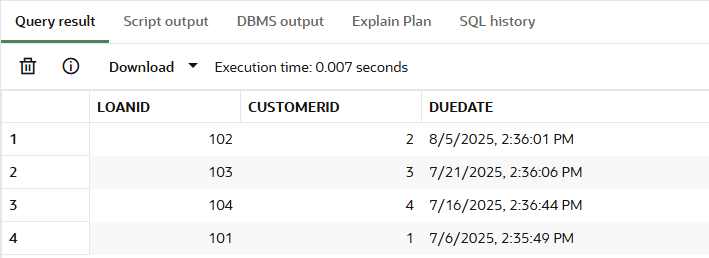 Query result Script output DBMS output Explain Plan SQL history
Download Execution time: 0.007 seconds
LOANID CUSTOMERID DUEDATE
1 102 2 8/5/2025, 2:36:01 PM
2 103 3 7/21/2025, 2:36:06 PM
3 104 4 7/16/2025, 2:36:44 PM
4 101 1 7/6/2025, 2:35:49 PM